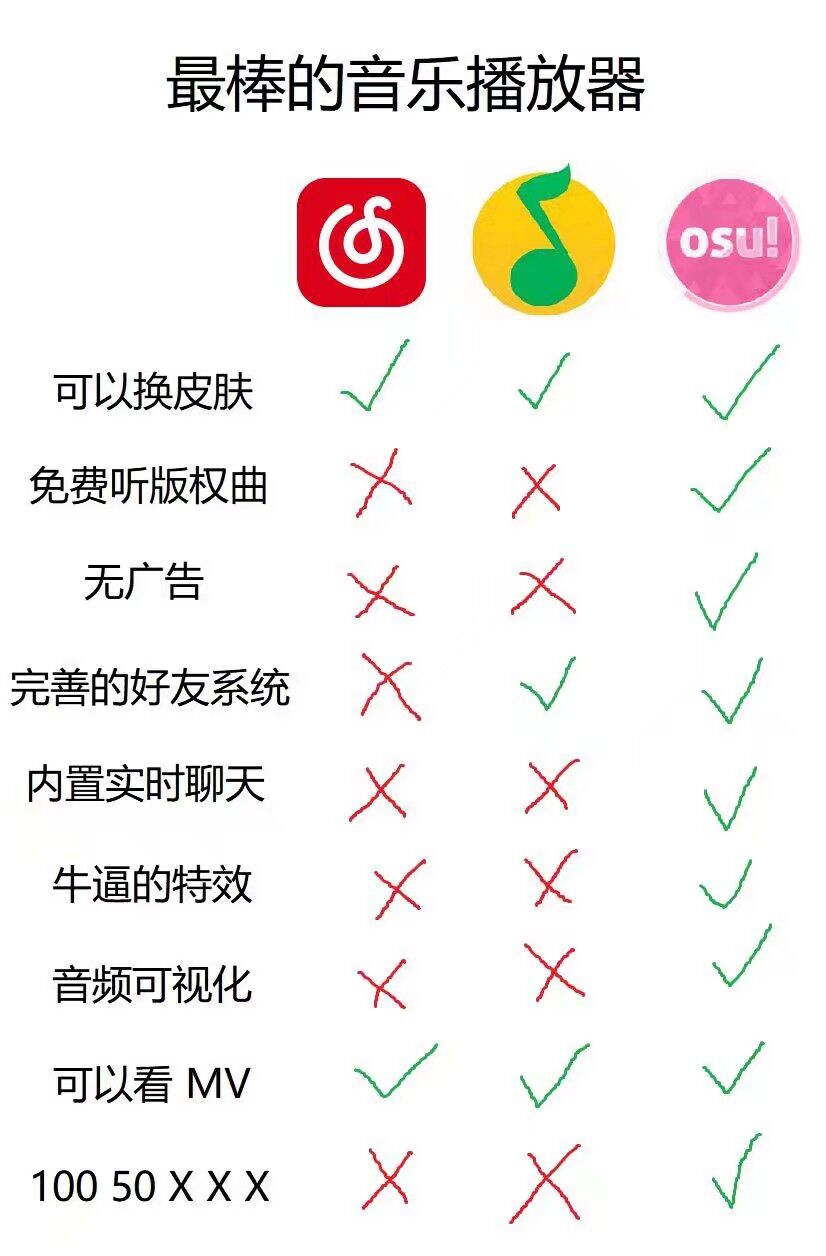 最棒的音乐播放器
osu!
可以换皮肤
免费听版权曲
无广告
完善的好友系统
内置实时聊天
牛逼的特效
音频可视化
可以看 MV
100 50 X X X